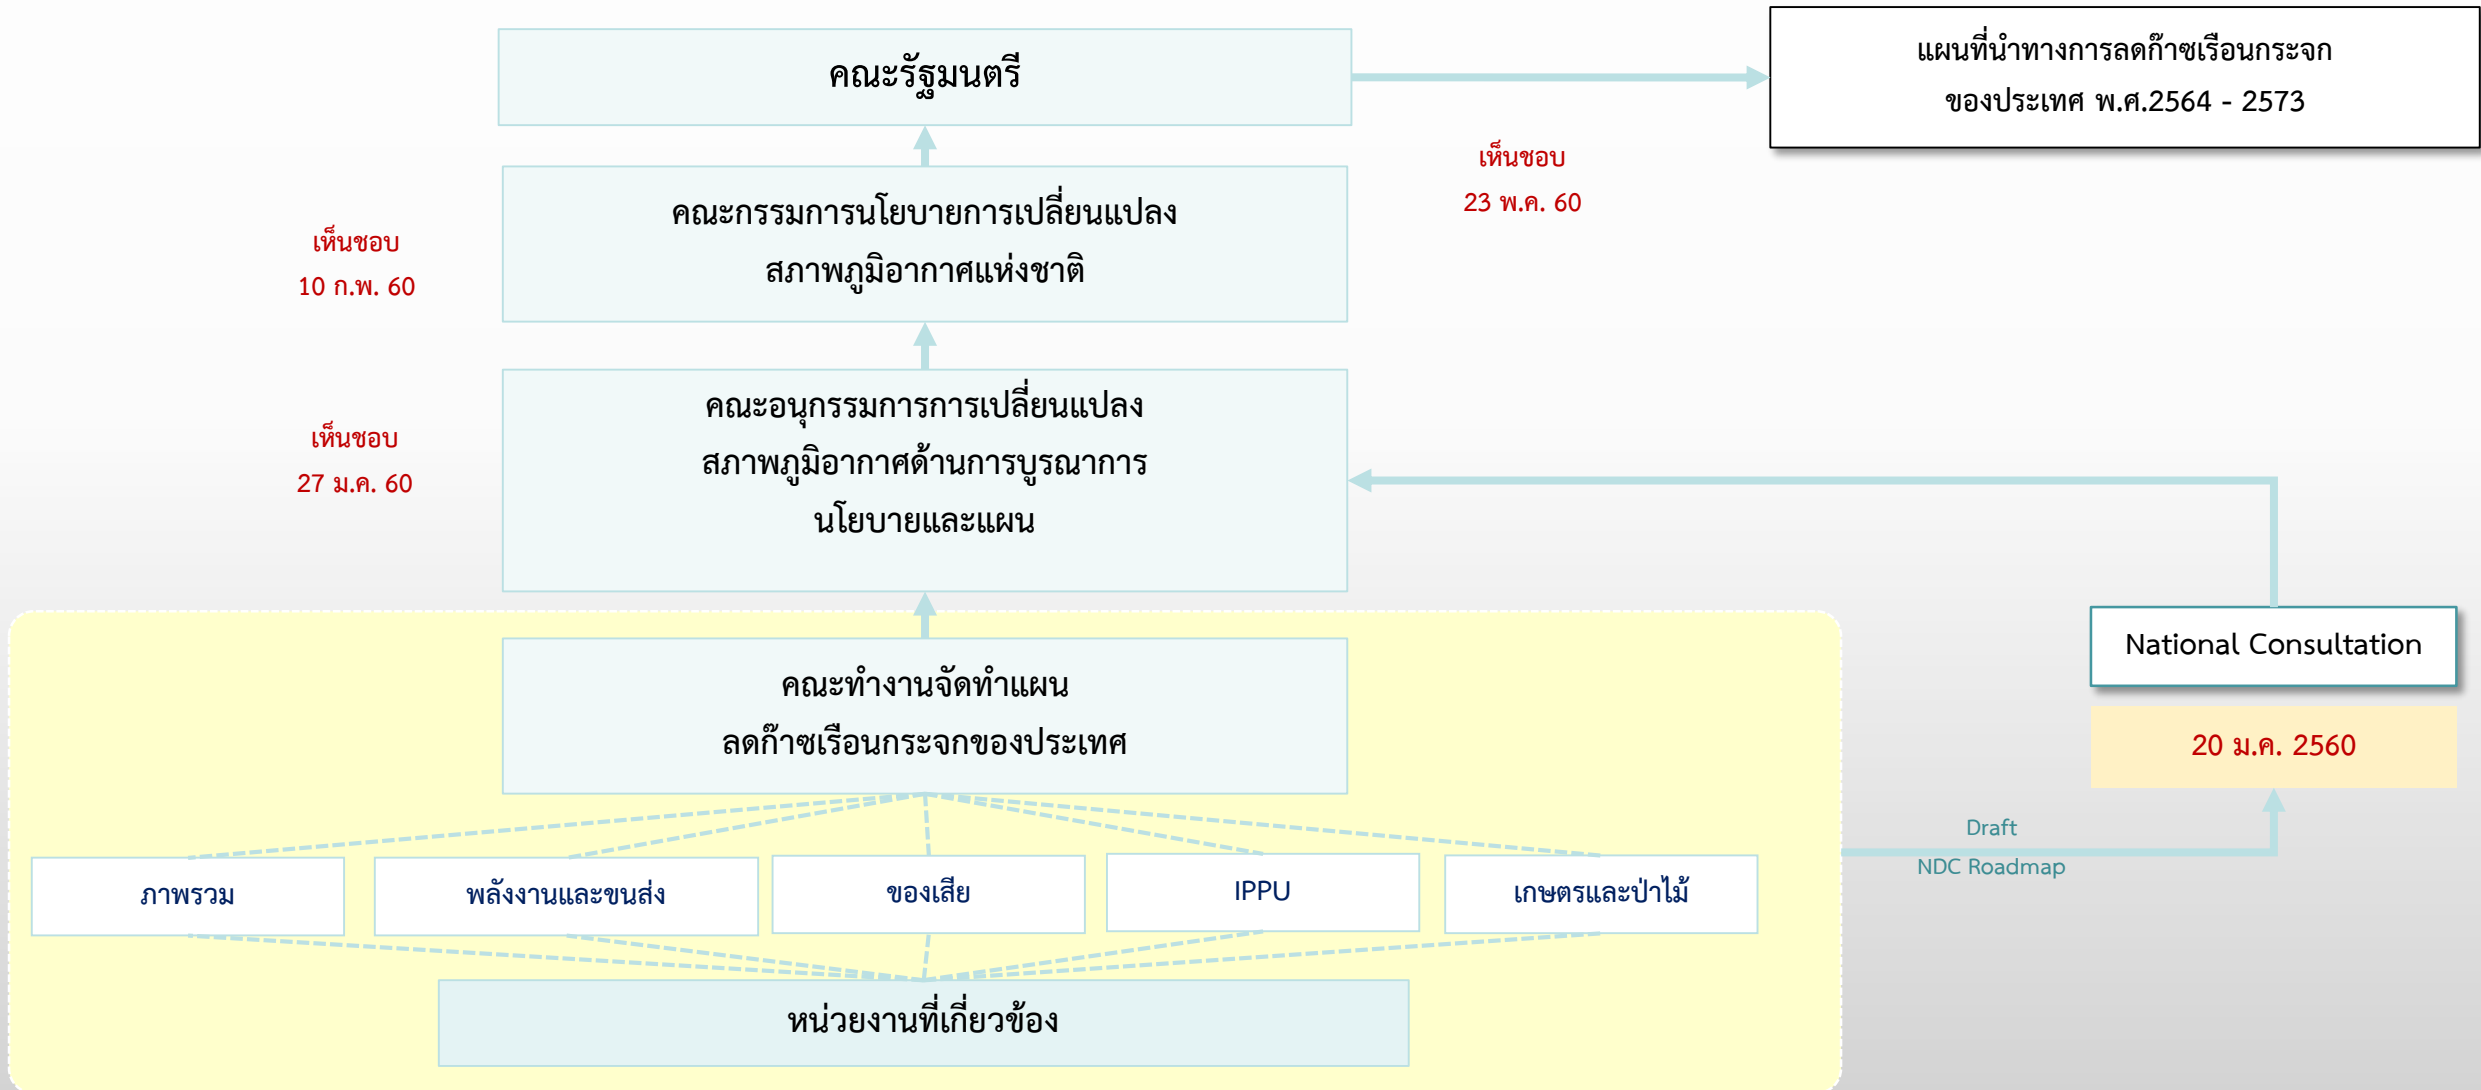 คณะรัฐมนตรี
แผนที่นำทางการลดก๊าซเรือนกระจก
ของประเทศ พ.ศ.2564 - 2573
เห็นชอบ
23 พ.ค. 60
คณะกรรมการนโยบายการเปลี่ยนแปลง
สภาพภูมิอากาศแห่งชาติ
เห็นชอบ
10 ก.พ. 60
คณะอนุกรรมการการเปลี่ยนแปลง
สภาพภูมิอากาศด้านการบูรณาการ
นโยบายและแผน
เห็นชอบ
27 ม.ค. 60
คณะทำงานจัดทำแผน
ลดก๊าซเรือนกระจกของประเทศ
National Consultation
20 ม.ค. 2560
Draft
NDC Roadmap
ภาพรวม
พลังงานและขนส่ง
ของเสีย
IPPU
เกษตรและป่าไม้
หน่วยงานที่เกี่ยวข้อง